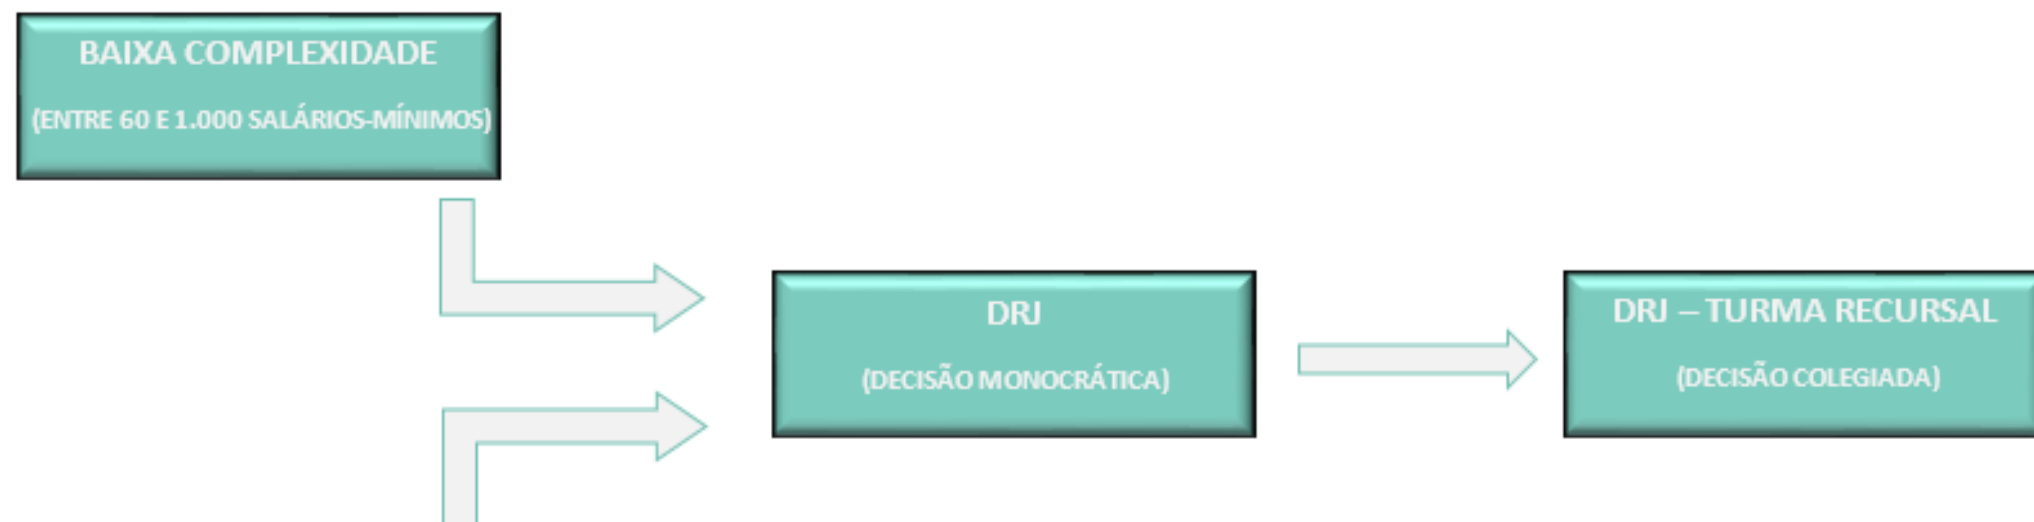 BAIXA COMPLEXIDADE
(ENTRE 60 E 1.000 SALÁRIOS-MÍNIMOS)
DRJ
(DECISÃO MONOCRÁTICA)
DRJ – TURMA RECURSAL
(DECISÃO COLEGIADA)